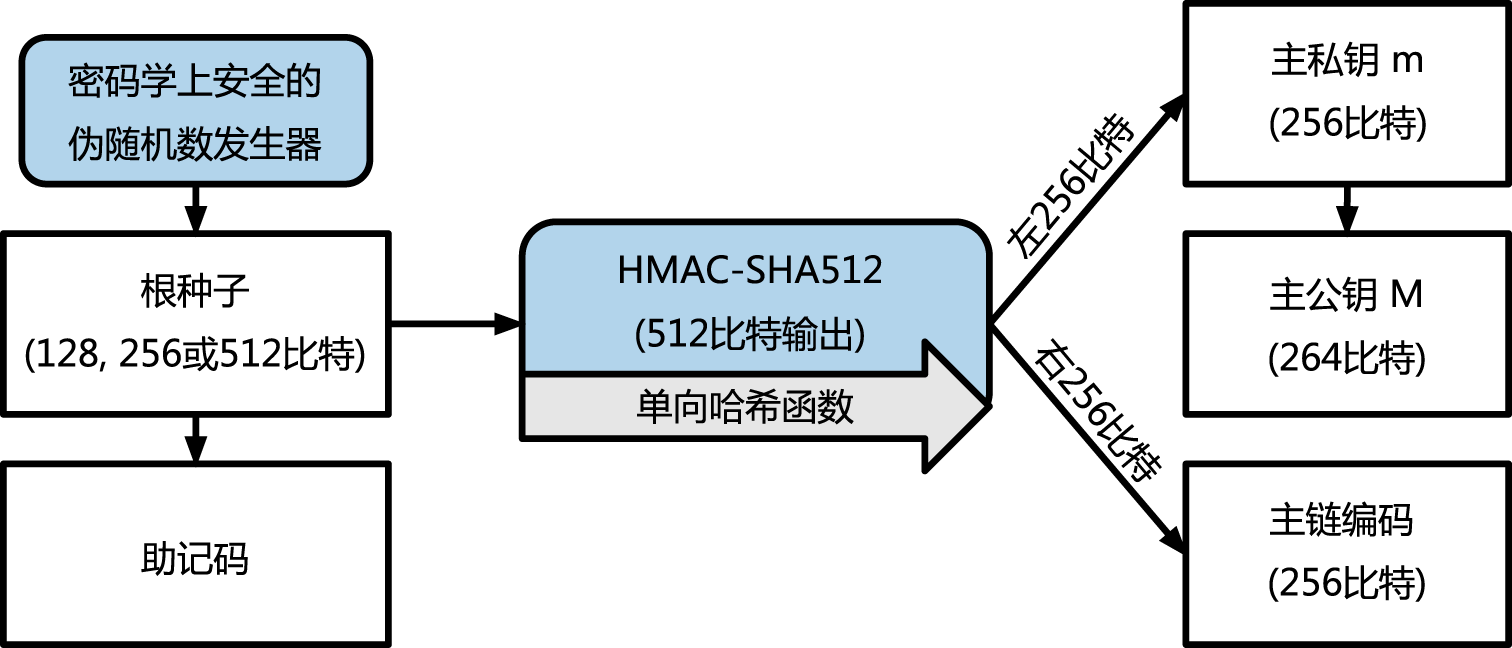 密码学上安全的
伪随机数发生器
根种子
(128, 256或512比特)
助记码
HMAC-SHA512
(512比特输出)
单向哈希函数
左256比特
右256比特
主私钥 m
(256比特)
主公钥 M
(264比特)
主链编码
(256比特)